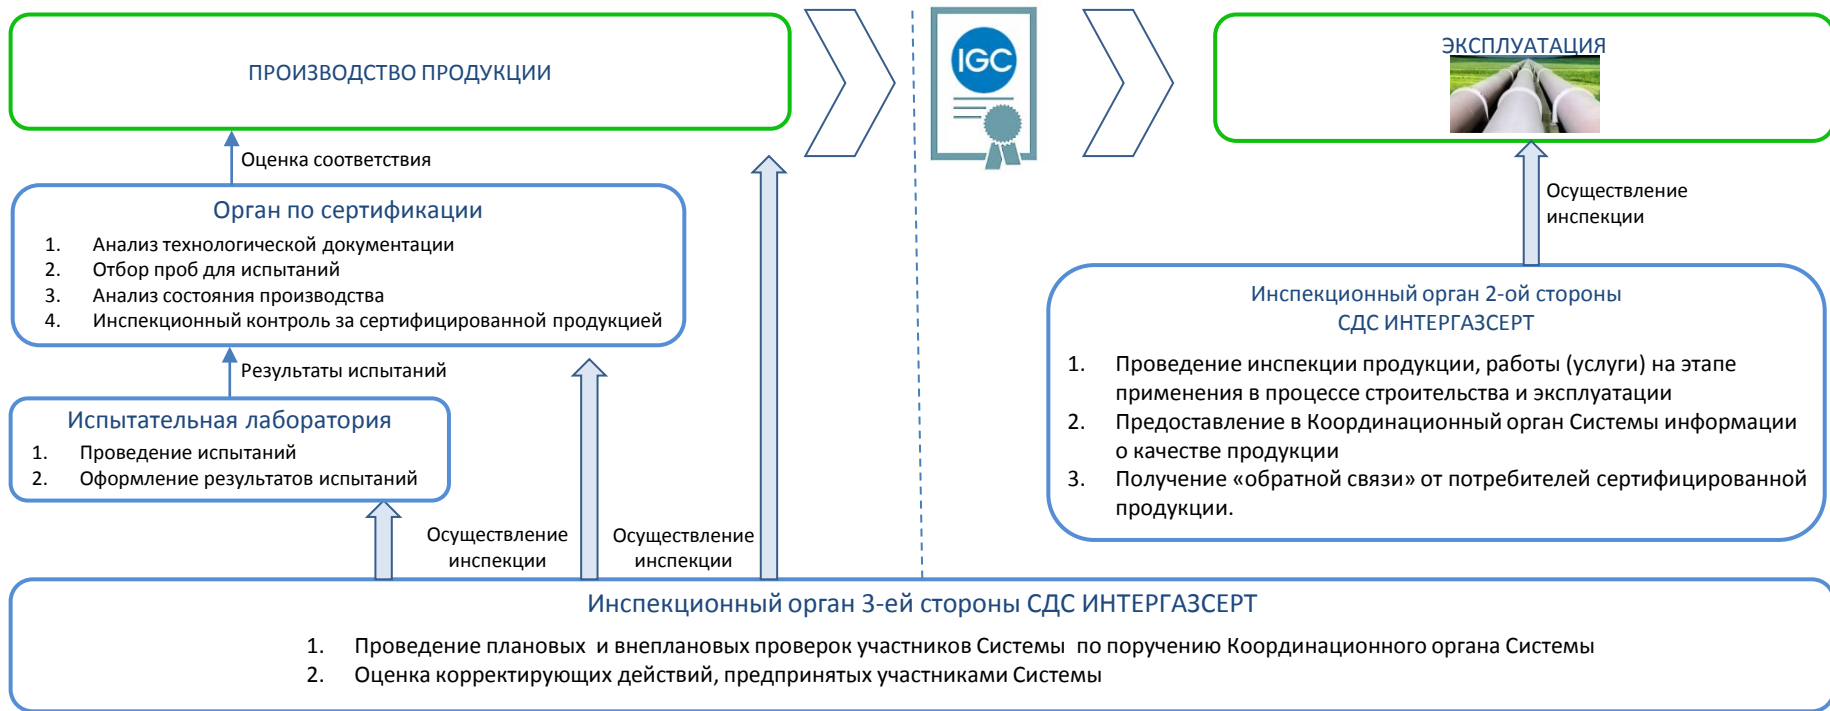 ПРОИЗВОДСТВО ПРОДУКЦИИ
IGC
ЭКСПЛУАТАЦИЯ
Оценка соответствия
Орган по сертификации
1. Анализ технологической документации
2. Отбор проб для испытаний
3. Анализ состояния производства
4. Инспекционный контроль за сертифицированной продукцией
Результаты испытаний
Испытательная лаборатория
1. Проведение испытаний
2. Оформление результатов испытаний
Осуществление
инспекции
Осуществление
инспекции
Осуществление
инспекции
Инспекционный орган 2-ой стороны
СДС ИНТЕРГАЗСЕРТ
1. Проведение инспекции продукции, работы (услуги) на этапе
применения в процессе строительства и эксплуатации
2. Предоставление в Координационный орган Системы информации
о качестве продукции
3. Получение «обратной связи» от потребителей сертифицированной
продукции.
Инспекционный орган 3-ей стороны СДС ИНТЕРГАЗСЕРТ
1. Проведение плановых и внеплановых проверок участников Системы по поручению Координационного органа Системы
2. Оценка корректирующих действий, предпринятых участниками Системы